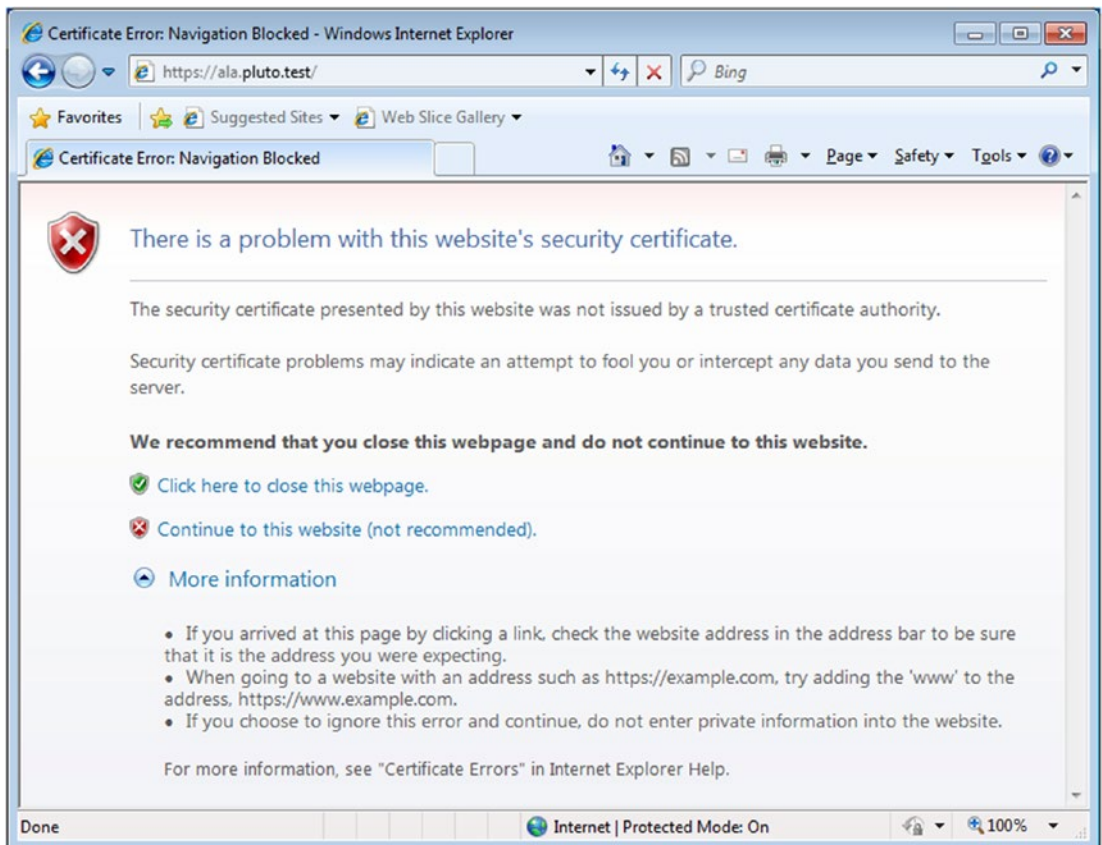 Certificate Error: Navigation Blocked - Windows Internet Explorer
https://ala.pluto.test/
Bing
Favorites Suggested Sites Web Slice Gallery
Certificate Error: Navigation Blocked Page Safety Tools
There is a problem with this website's security certificate.
The security certificate presented by this website was not issued by a trusted certificate authority.
Security certificate problems may indicate an attempt to fool you or intercept any data you send to the
server.
We recommend that you close this webpage and do not continue to this website.
Click here to close this webpage.
Continue to this website (not recommended).
More information
• If you arrived at this page by clicking a link, check the website address in the address bar to be sure
that it is the address you were expecting.
• When going to a website with an address such as https://example.com, try adding the 'www' to the
address, https://www.example.com.
• If you choose to ignore this error and continue, do not enter private information into the website.
For more information, see "Certificate Errors" in Internet Explorer Help.
Done Internet | Protected Mode: On 100%